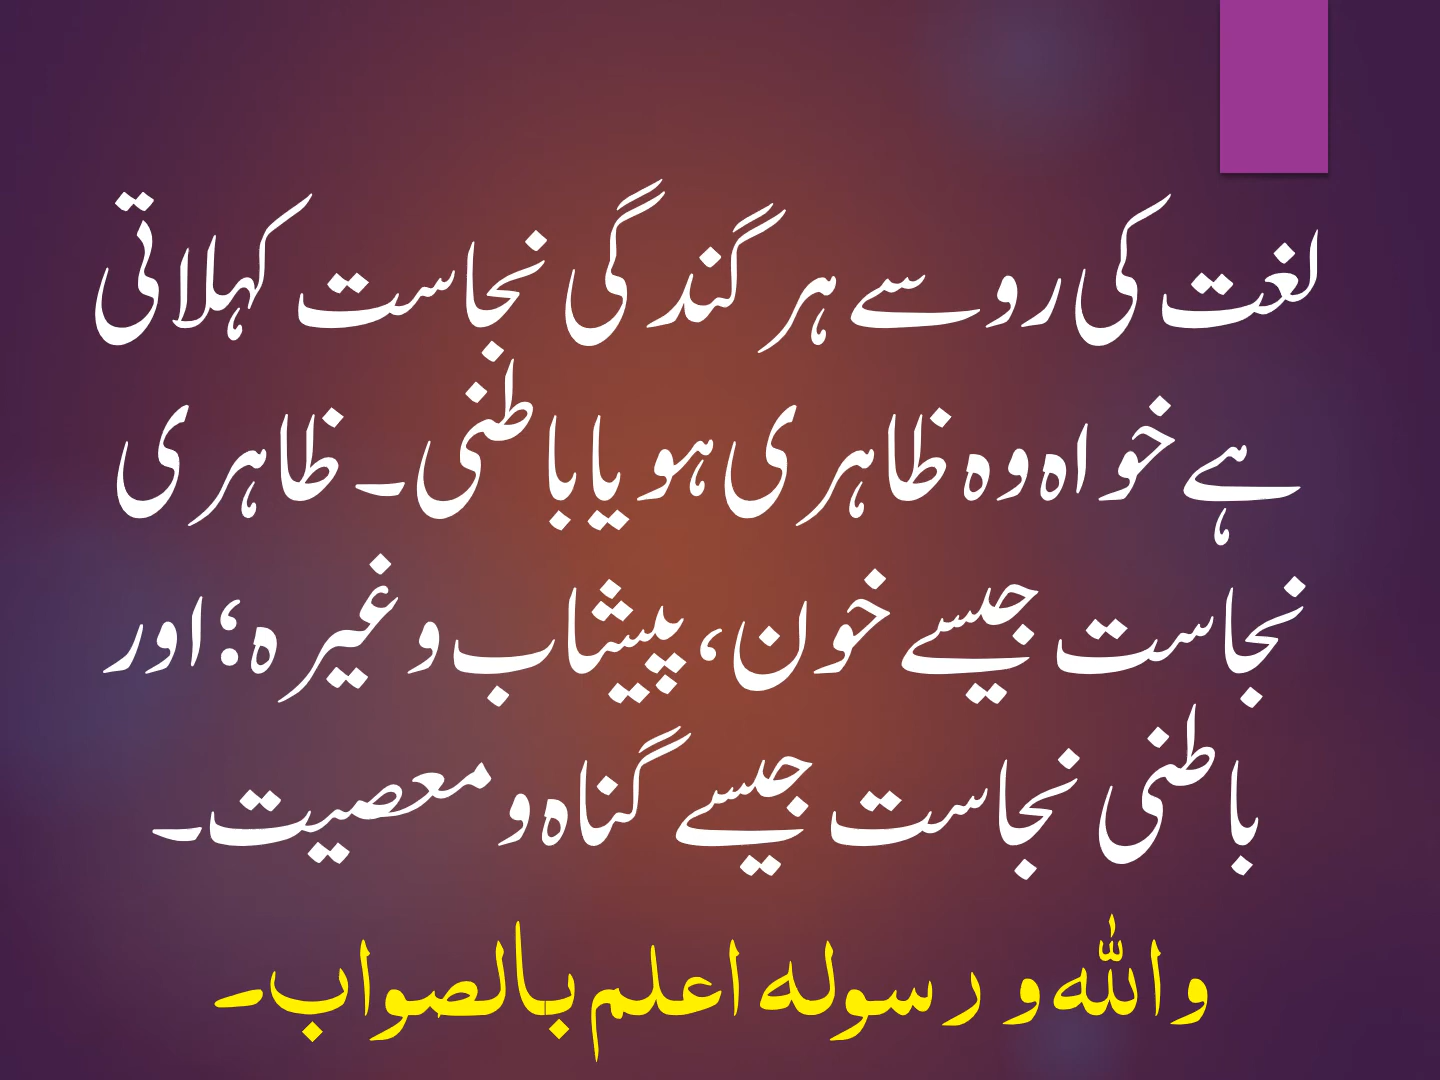 لغت کی رو سے ہر گندگی نجاست کہلاتی
ہے خواہ وہ ظاہری ہو یا باطنی۔ ظاہری
نجاست جیسے خون، پیشاب وغیرہ؛ اور
باطنی نجاست جیسے گناہ و معصیت۔
واللہ و رسولہ اعلم بالصواب۔